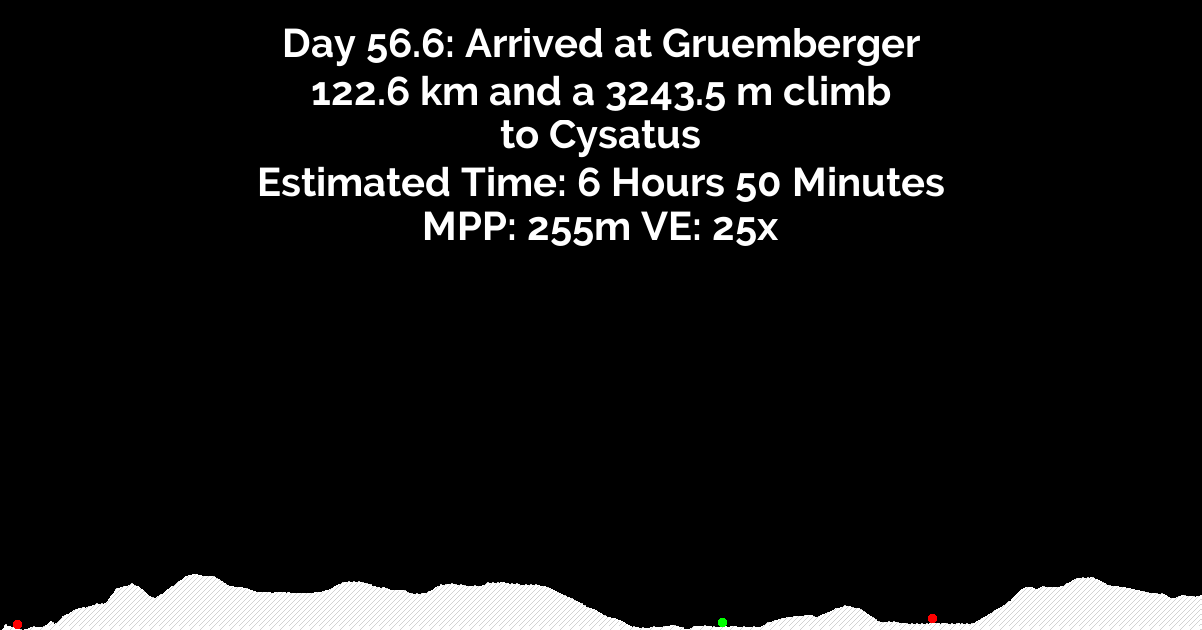 Day 56.6: Arrived at Gruemberger
122.6 km and a 3243.5 m climb
to Cysatus
Estimated Time: 6 Hours 50 Minutes
MPP: 255m VE: 25x